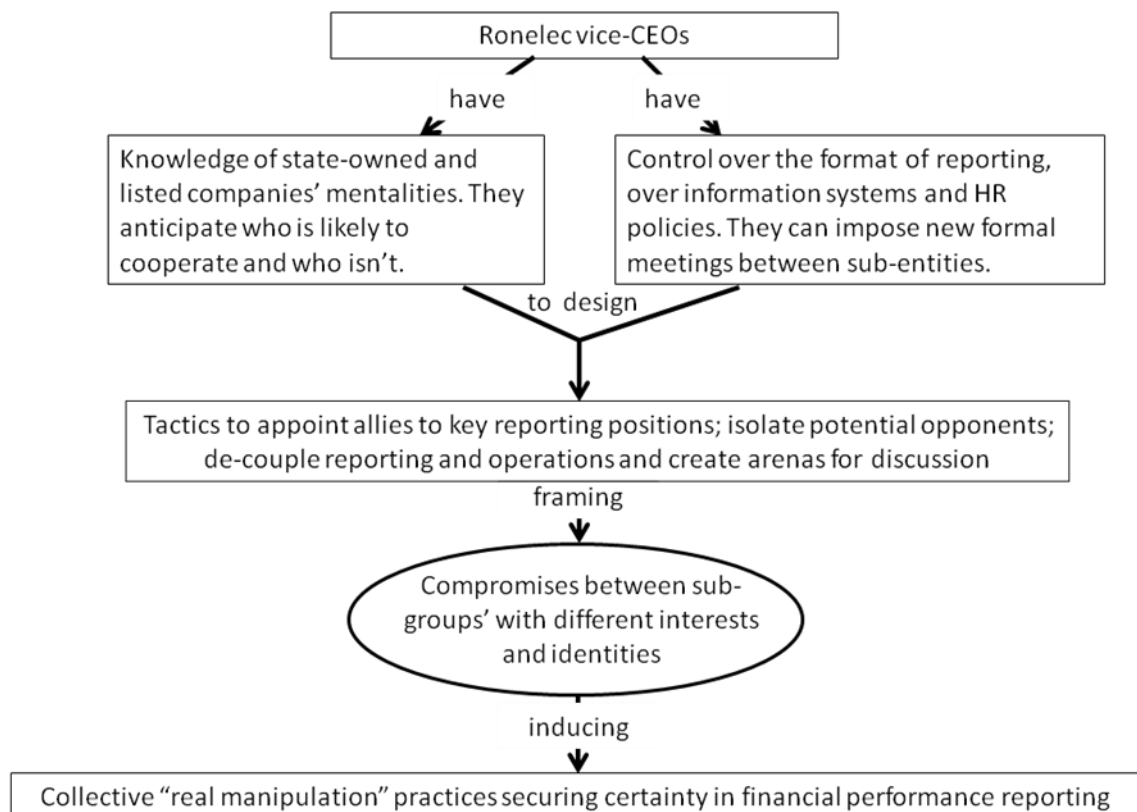 Ronelec vice-CEOs
have
have
Knowledge of state-owned and
listed companies’ mentalities. They
anticipate who is likely to
cooperate and who isn’t.
Control over the format of reporting,
over information systems and HR
policies. They can impose new formal
meetings between sub-entities.
to design
Tactics to appoint allies to key reporting positions; isolate potential opponents;
de-couple reporting and operations and create arenas for discussion
framing
Compromises between sub-
groups’ with different interests
and identities
inducing
Collective “real manipulation” practices securing certainty in financial performance reporting